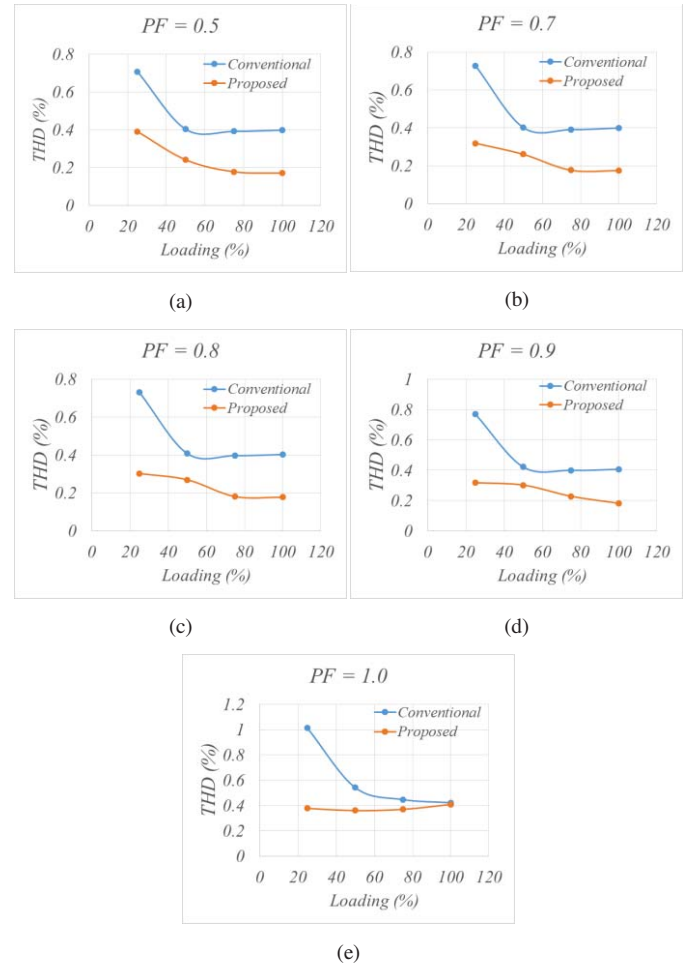 PF = 0.5
0.8
0.6
0.4
0.2
0
THD (%)
Conventional
Proposed
0 20 40 60 80 100 120
Loading (%)
(a)
PF = 0.7
0.8
0.6
0.4
0.2
0
THD (%)
Conventional
Proposed
0 20 40 60 80 100 120
Loading (%)
(b)
PF = 0.8
0.8
0.6
0.4
0.2
0
THD (%)
Conventional
Proposed
0 20 40 60 80 100 120
Loading (%)
(c)
PF = 0.9
1
0.8
0.6
0.4
0.2
0
THD (%)
Conventional
Proposed
0 20 40 60 80 100 120
Loading (%)
(d)
PF = 1.0
1.2
1
0.8
0.6
0.4
0.2
0
THD (%)
Conventional
Proposed
0 20 40 60 80 100 120
Loading (%)
(e)